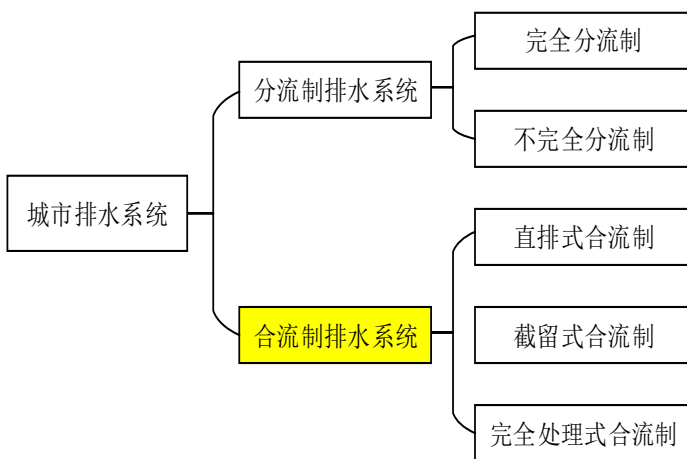 完全分流制
分流制排水系统
不完全分流制
城市排水系统
直排式合流制
合流制排水系统
截留式合流制
完全处理式合流制